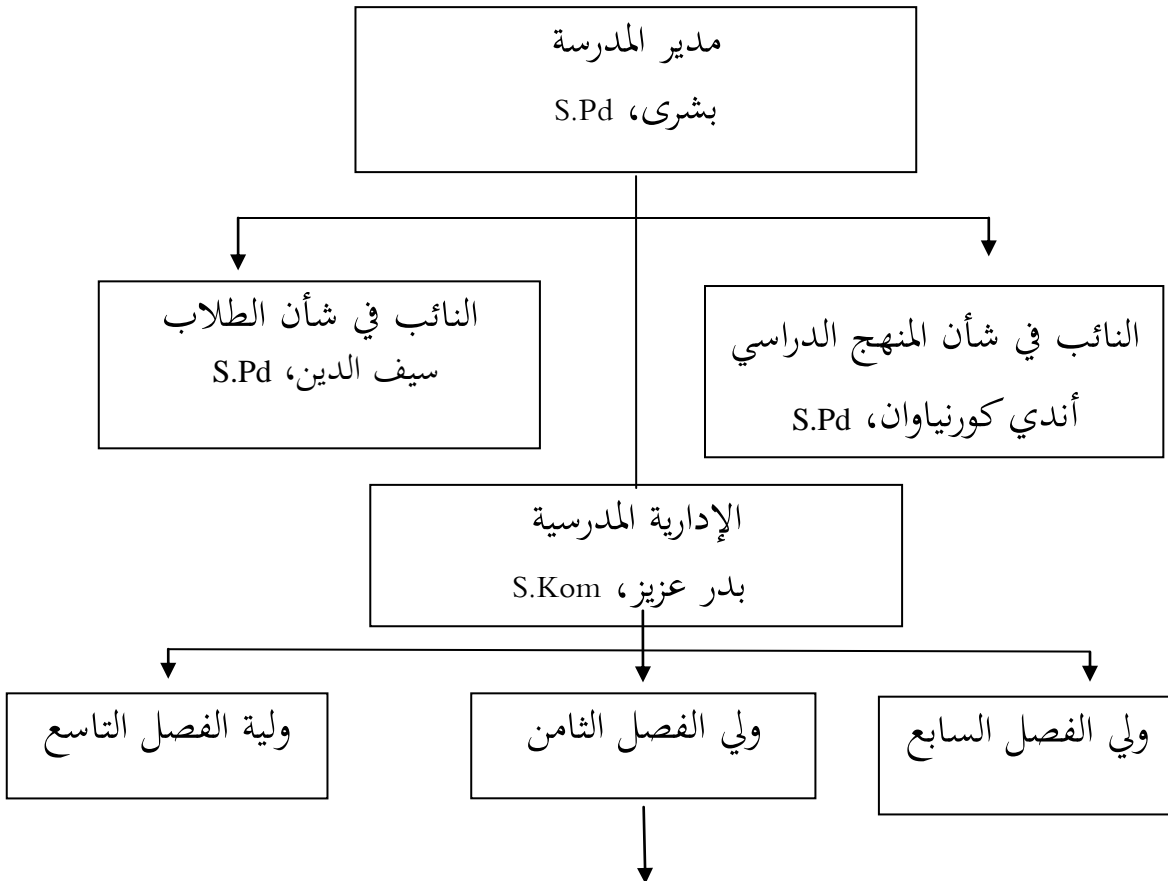 مدير المدرسة
بشرى، S.Pd
النائب في شأن المنهج الدراسي
أندي كورنياوان، S.Pd
النائب في شأن الطلاب
سيف الدين، S.Pd
الإدارية المدرسية
بدر عزيز، S.Kom
ولي الفصل السابع
ولي الفصل الثامن
ولية الفصل التاسع